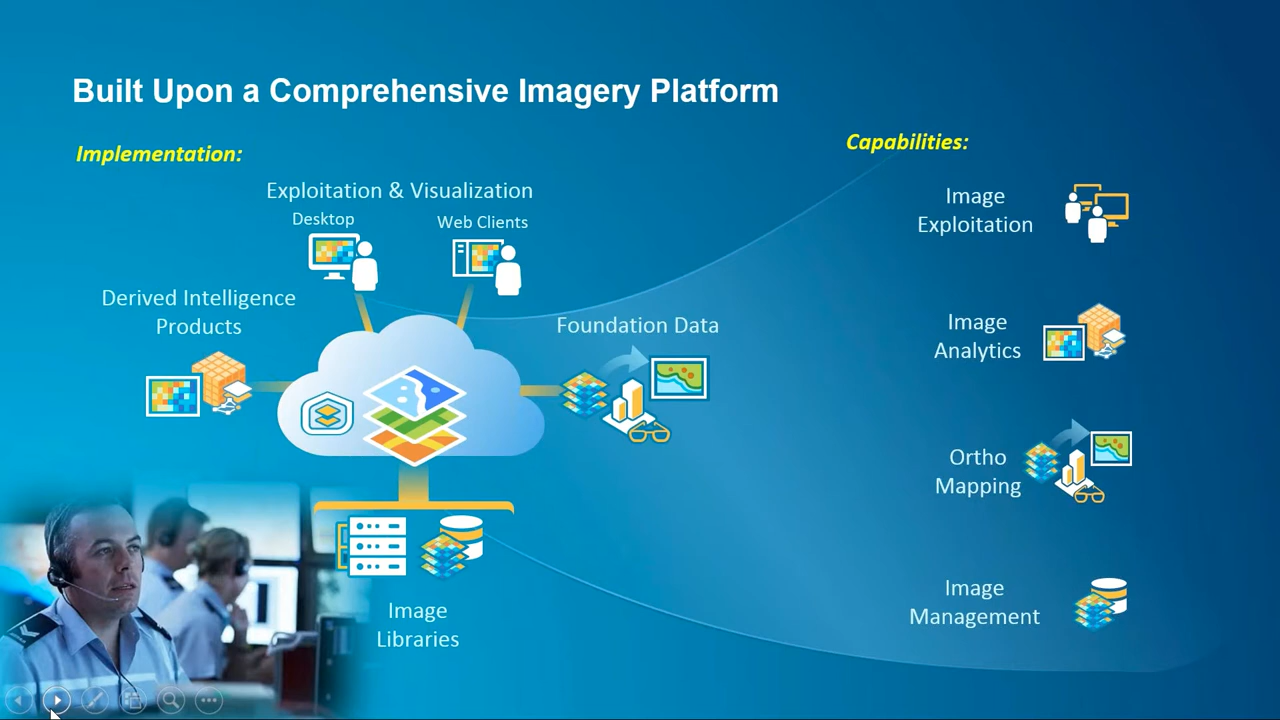 Built Upon a Comprehensive Imagery Platform
Implementation:
Capabilities:
Exploitation & Visualization
Desktop
Web Clients
Derived Intelligence
Products
Foundation Data
Image
Libraries
Image
Exploitation
Image
Analytics
Ortho
Mapping
Image
Management